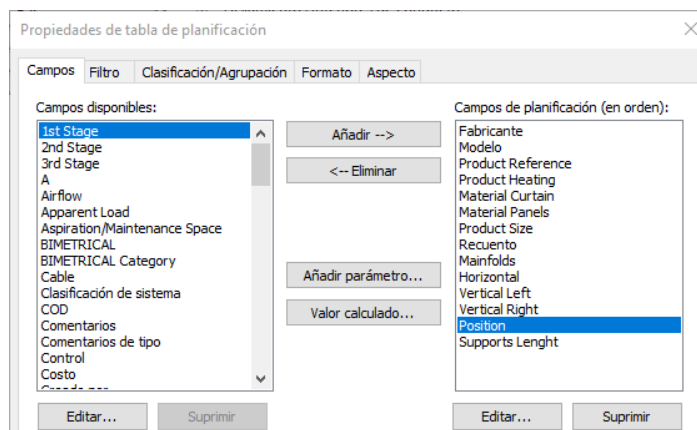 Propiedades de tabla de planificación
Campos
Filtro
Clasificación/Agrupación
Formato
Aspecto
Campos disponibles:
1st Stage
2nd Stage
3rd Stage
A
Airflow
Apparent Load
Aspiration/Maintenance Space
BIMETRICAL
BIMETRICAL Category
Cable
Clasificación de sistema
COD
Comentarios
Comentarios de tipo
Control
Costo
Editar...
Suprimir
Añadir -->
<-- Eliminar
Añadir parámetro...
Valor calculado...
Campos de planificación (en orden):
Fabricante
Modelo
Product Reference
Product Heating
Material Curtain
Material Panels
Product Size
Recuento
Mainfolds
Horizontal
Vertical Left
Vertical Right
Position
Supports Lenght
Editar...
Suprimir